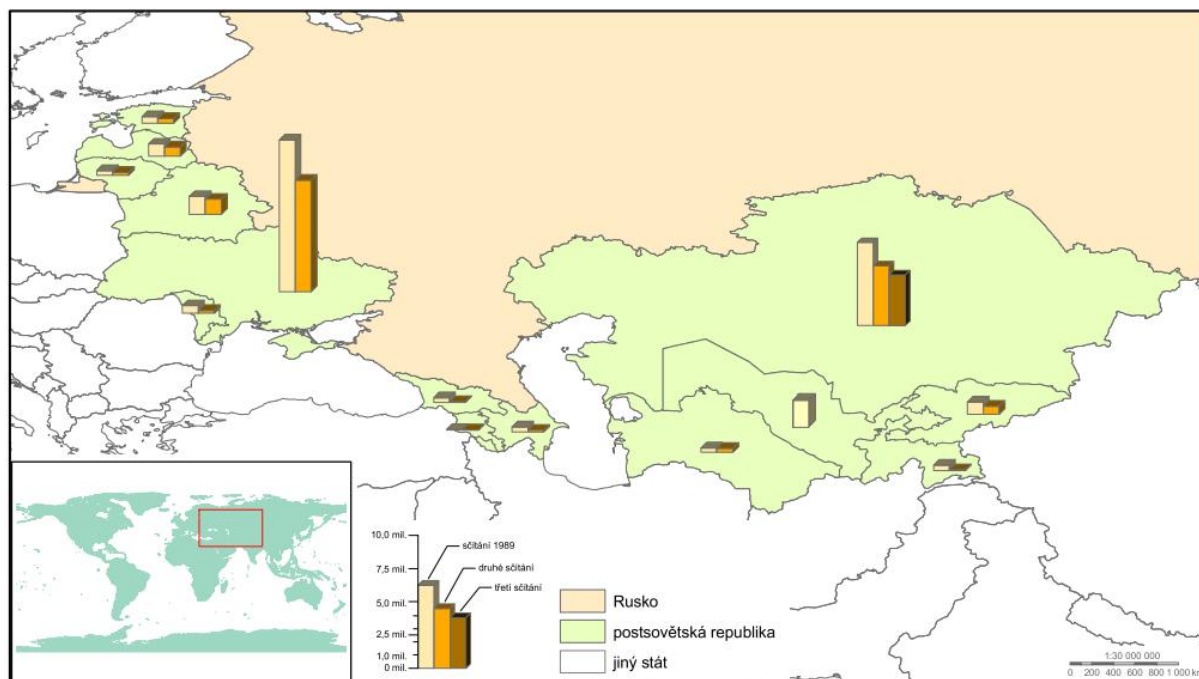 10,0 mil.
7,5 mil.
5,0 mil.
2,5 mil.
1,0 mil.
0 mil.
sčítání 1989
druhé sčítání
třetí sčítání
Rusko
postsovětská republika
jiný stát
1:30 000 000
0 200 400 600 800 1 000 km